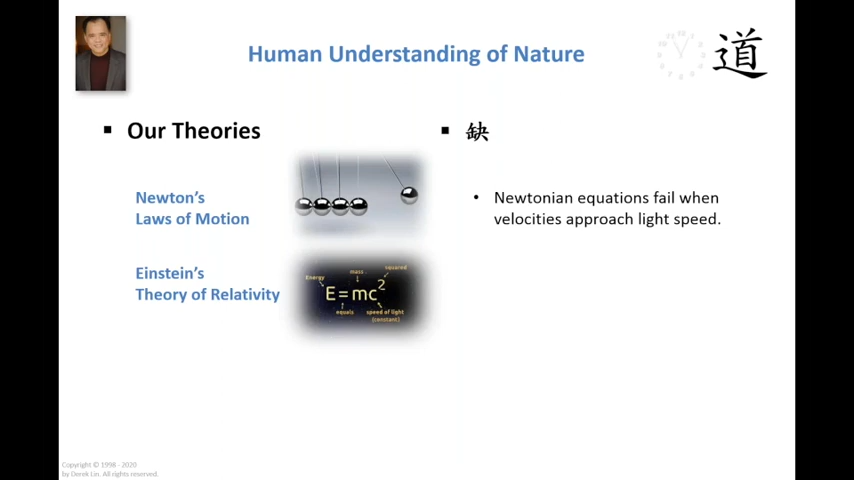 Human Understanding of Nature
道
Our Theories
缺
Newton's
Laws of Motion
Newtonian equations fail when
velocities approach light speed.
Einstein's
Theory of Relativity
Energy
mass
squared
E=mc²
equals
speed of light
(constant)
Copyright © 1998 - 2020
by Derek Lin. All rights reserved.